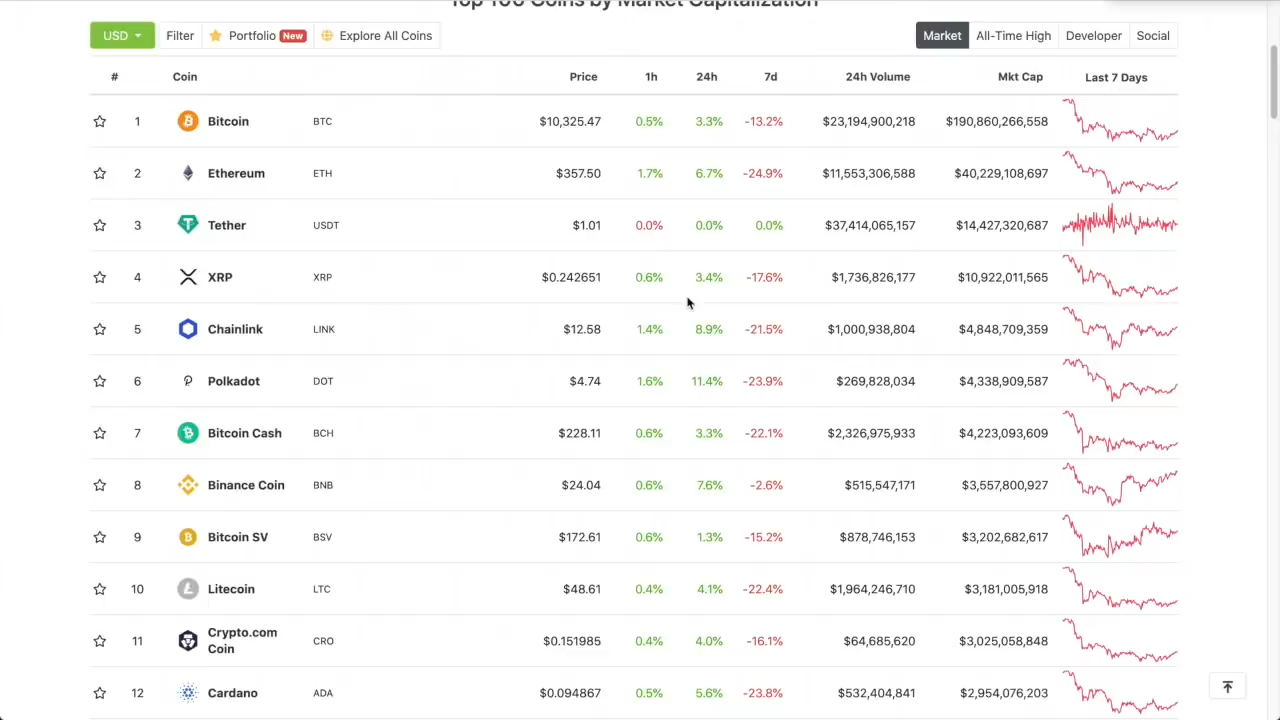 Top 100 Coins by Market Capitalization
USD Filter Portfolio New Explore All Coins Market All-Time High Developer Social
# Coin Price 1h 24h 7d 24h Volume Mkt Cap Last 7 Days
1 Bitcoin BTC $10,325.47 0.5% 3.3% -13.2% $23,194,900,218 $190,860,266,558
2 Ethereum ETH $357.50 1.7% 6.7% -24.9% $11,553,306,588 $40,229,108,697
3 Tether USDT $1.01 0.0% 0.0% 0.0% $37,414,065,157 $14,427,320,687
4 XRP XRP $0.242651 0.6% 3.4% -17.6% $1,736,826,177 $10,922,011,565
5 Chainlink LINK $12.58 1.4% 8.9% -21.5% $1,000,938,804 $4,848,709,359
6 Polkadot DOT $4.74 1.6% 11.4% -23.9% $269,828,034 $4,338,909,587
7 Bitcoin Cash BCH $228.11 0.6% 3.3% -22.1% $2,326,975,933 $4,223,093,609
8 Binance Coin BNB $24.04 0.6% 7.6% -2.6% $515,547,171 $3,557,800,927
9 Bitcoin SV BSV $172.61 0.6% 1.3% -15.2% $878,746,153 $3,202,682,617
10 Litecoin LTC $48.61 0.4% 4.1% -22.4% $1,964,246,710 $3,181,005,918
11 Crypto.com Coin CRO $0.151985 0.4% 4.0% -16.1% $64,685,620 $3,025,058,848
12 Cardano ADA $0.094867 0.5% 5.6% -23.8% $532,404,841 $2,954,076,203